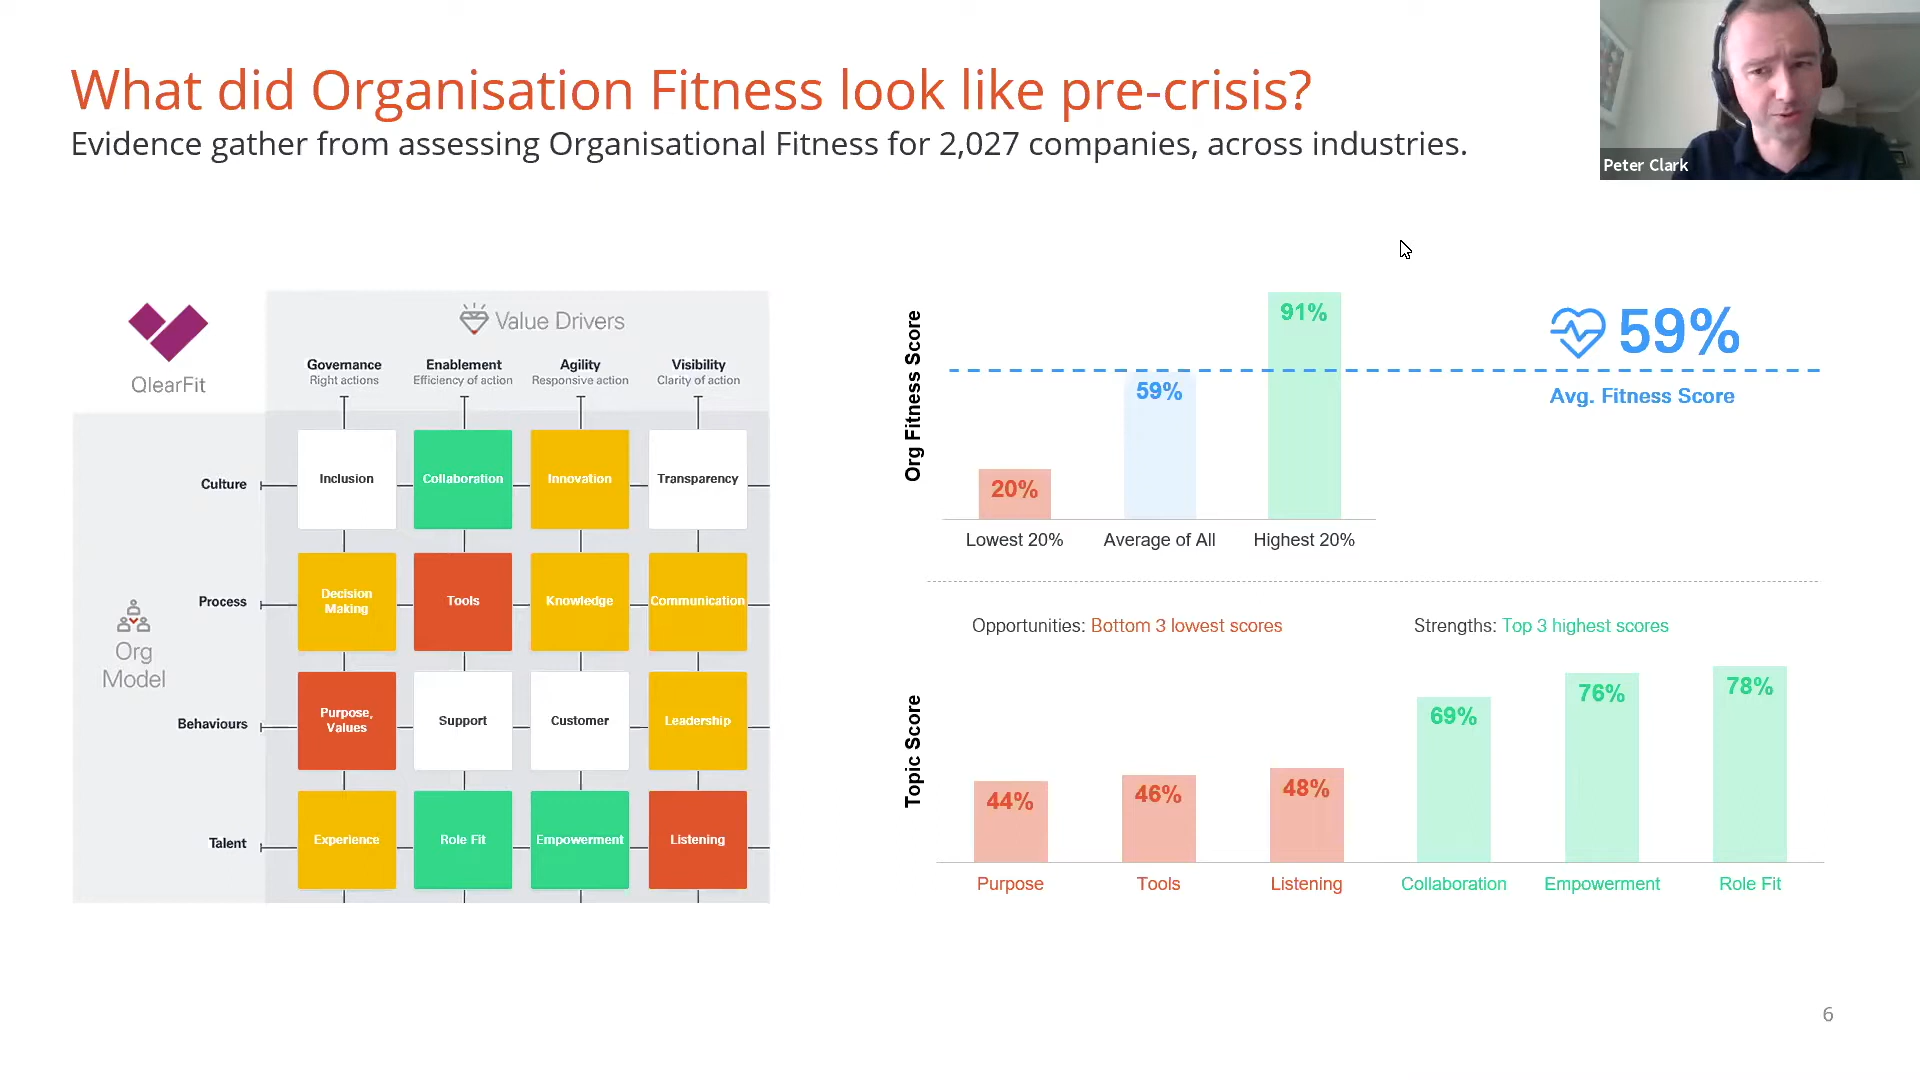 What did Organisation Fitness look like pre-crisis?
Evidence gather from assessing Organisational Fitness for 2,027 companies, across industries.
Peter Clark
QlearFit
Value Drivers
Governance
Right actions
Enablement
Efficiency of action
Agility
Responsive action
Visibility
Clarity of action
Org
Model
Culture
Inclusion
Collaboration
Innovation
Transparency
Process
Decision
Making
Tools
Knowledge
Communication
Behaviours
Purpose,
Values
Support
Customer
Leadership
Talent
Experience
Role Fit
Empowerment
Listening
Org Fitness Score
20%
59%
91%
Lowest 20%
Average of All
Highest 20%
59%
Avg. Fitness Score
Opportunities: Bottom 3 lowest scores
Strengths: Top 3 highest scores
Topic Score
44%
46%
48%
69%
76%
78%
Purpose
Tools
Listening
Collaboration
Empowerment
Role Fit
6